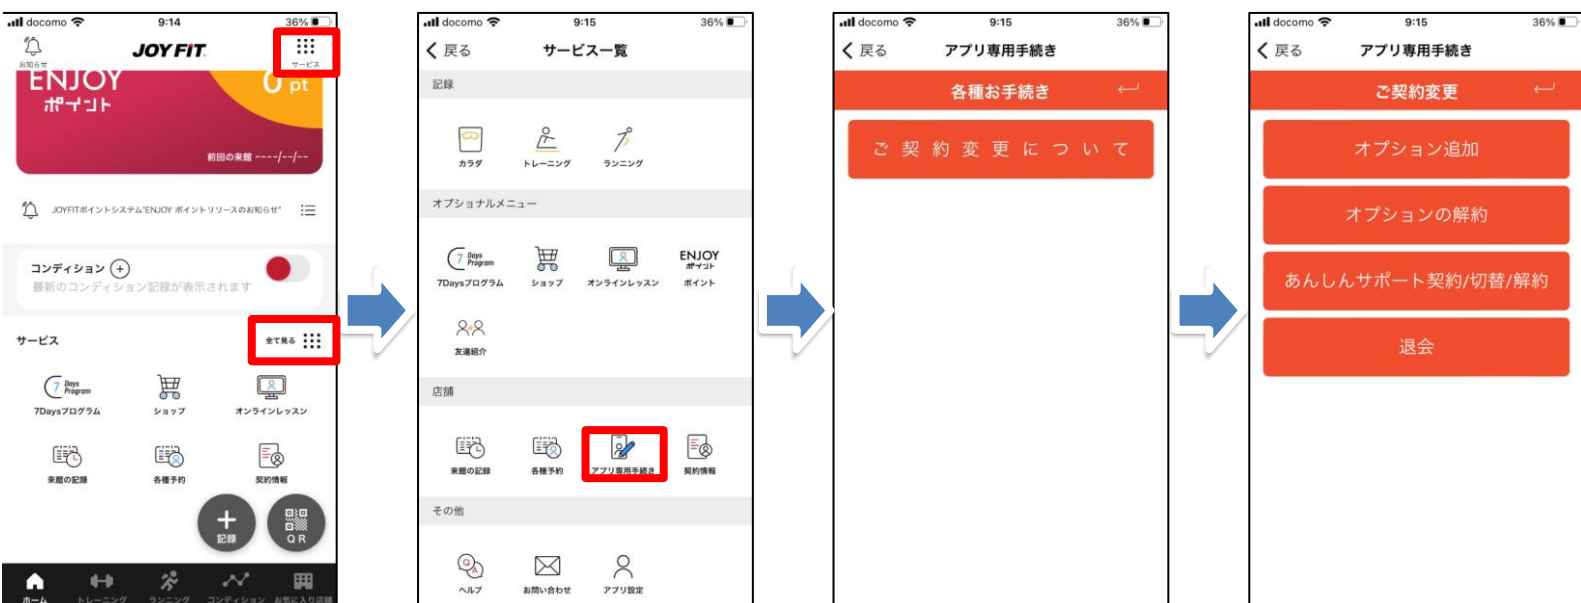 docomo 9:14 36%
お知らせ
JOYFIT.
サービス
ENJOY
ポイント
0 pt
前回の来館 ----/--/--
JOYFITポイントシステム"ENJOY ポイントリリースのお知らせ"
コンディション
最新のコンディション記録が表示されます
サービス
全て見る
7 Days Program
7Daysプログラム ショップ オンラインレッスン
来館の記録 各種予約 契約情報
+
記録
QR
ホーム トレーニング ランニング コンディション お気に入り店舗
docomo 9:15 36%
戻る サービス一覧
記録
カラダ トレーニング ランニング
オプショナルメニュー
7 Days Program
ENJOY
ポイント
7Daysプログラム ショップ オンラインレッスン ポイント
友達紹介
店舗
来館の記録 各種予約 アプリ専用手続き 契約情報
その他
Q A
ヘルプ お問い合わせ アプリ設定
docomo 9:15 36%
戻る アプリ専用手続き
各種お手続き
ご契約変更について
docomo 9:15 36%
戻る アプリ専用手続き
ご契約変更
オプション追加
オプションの解約
あんしんサポート契約/切替/解約
退会